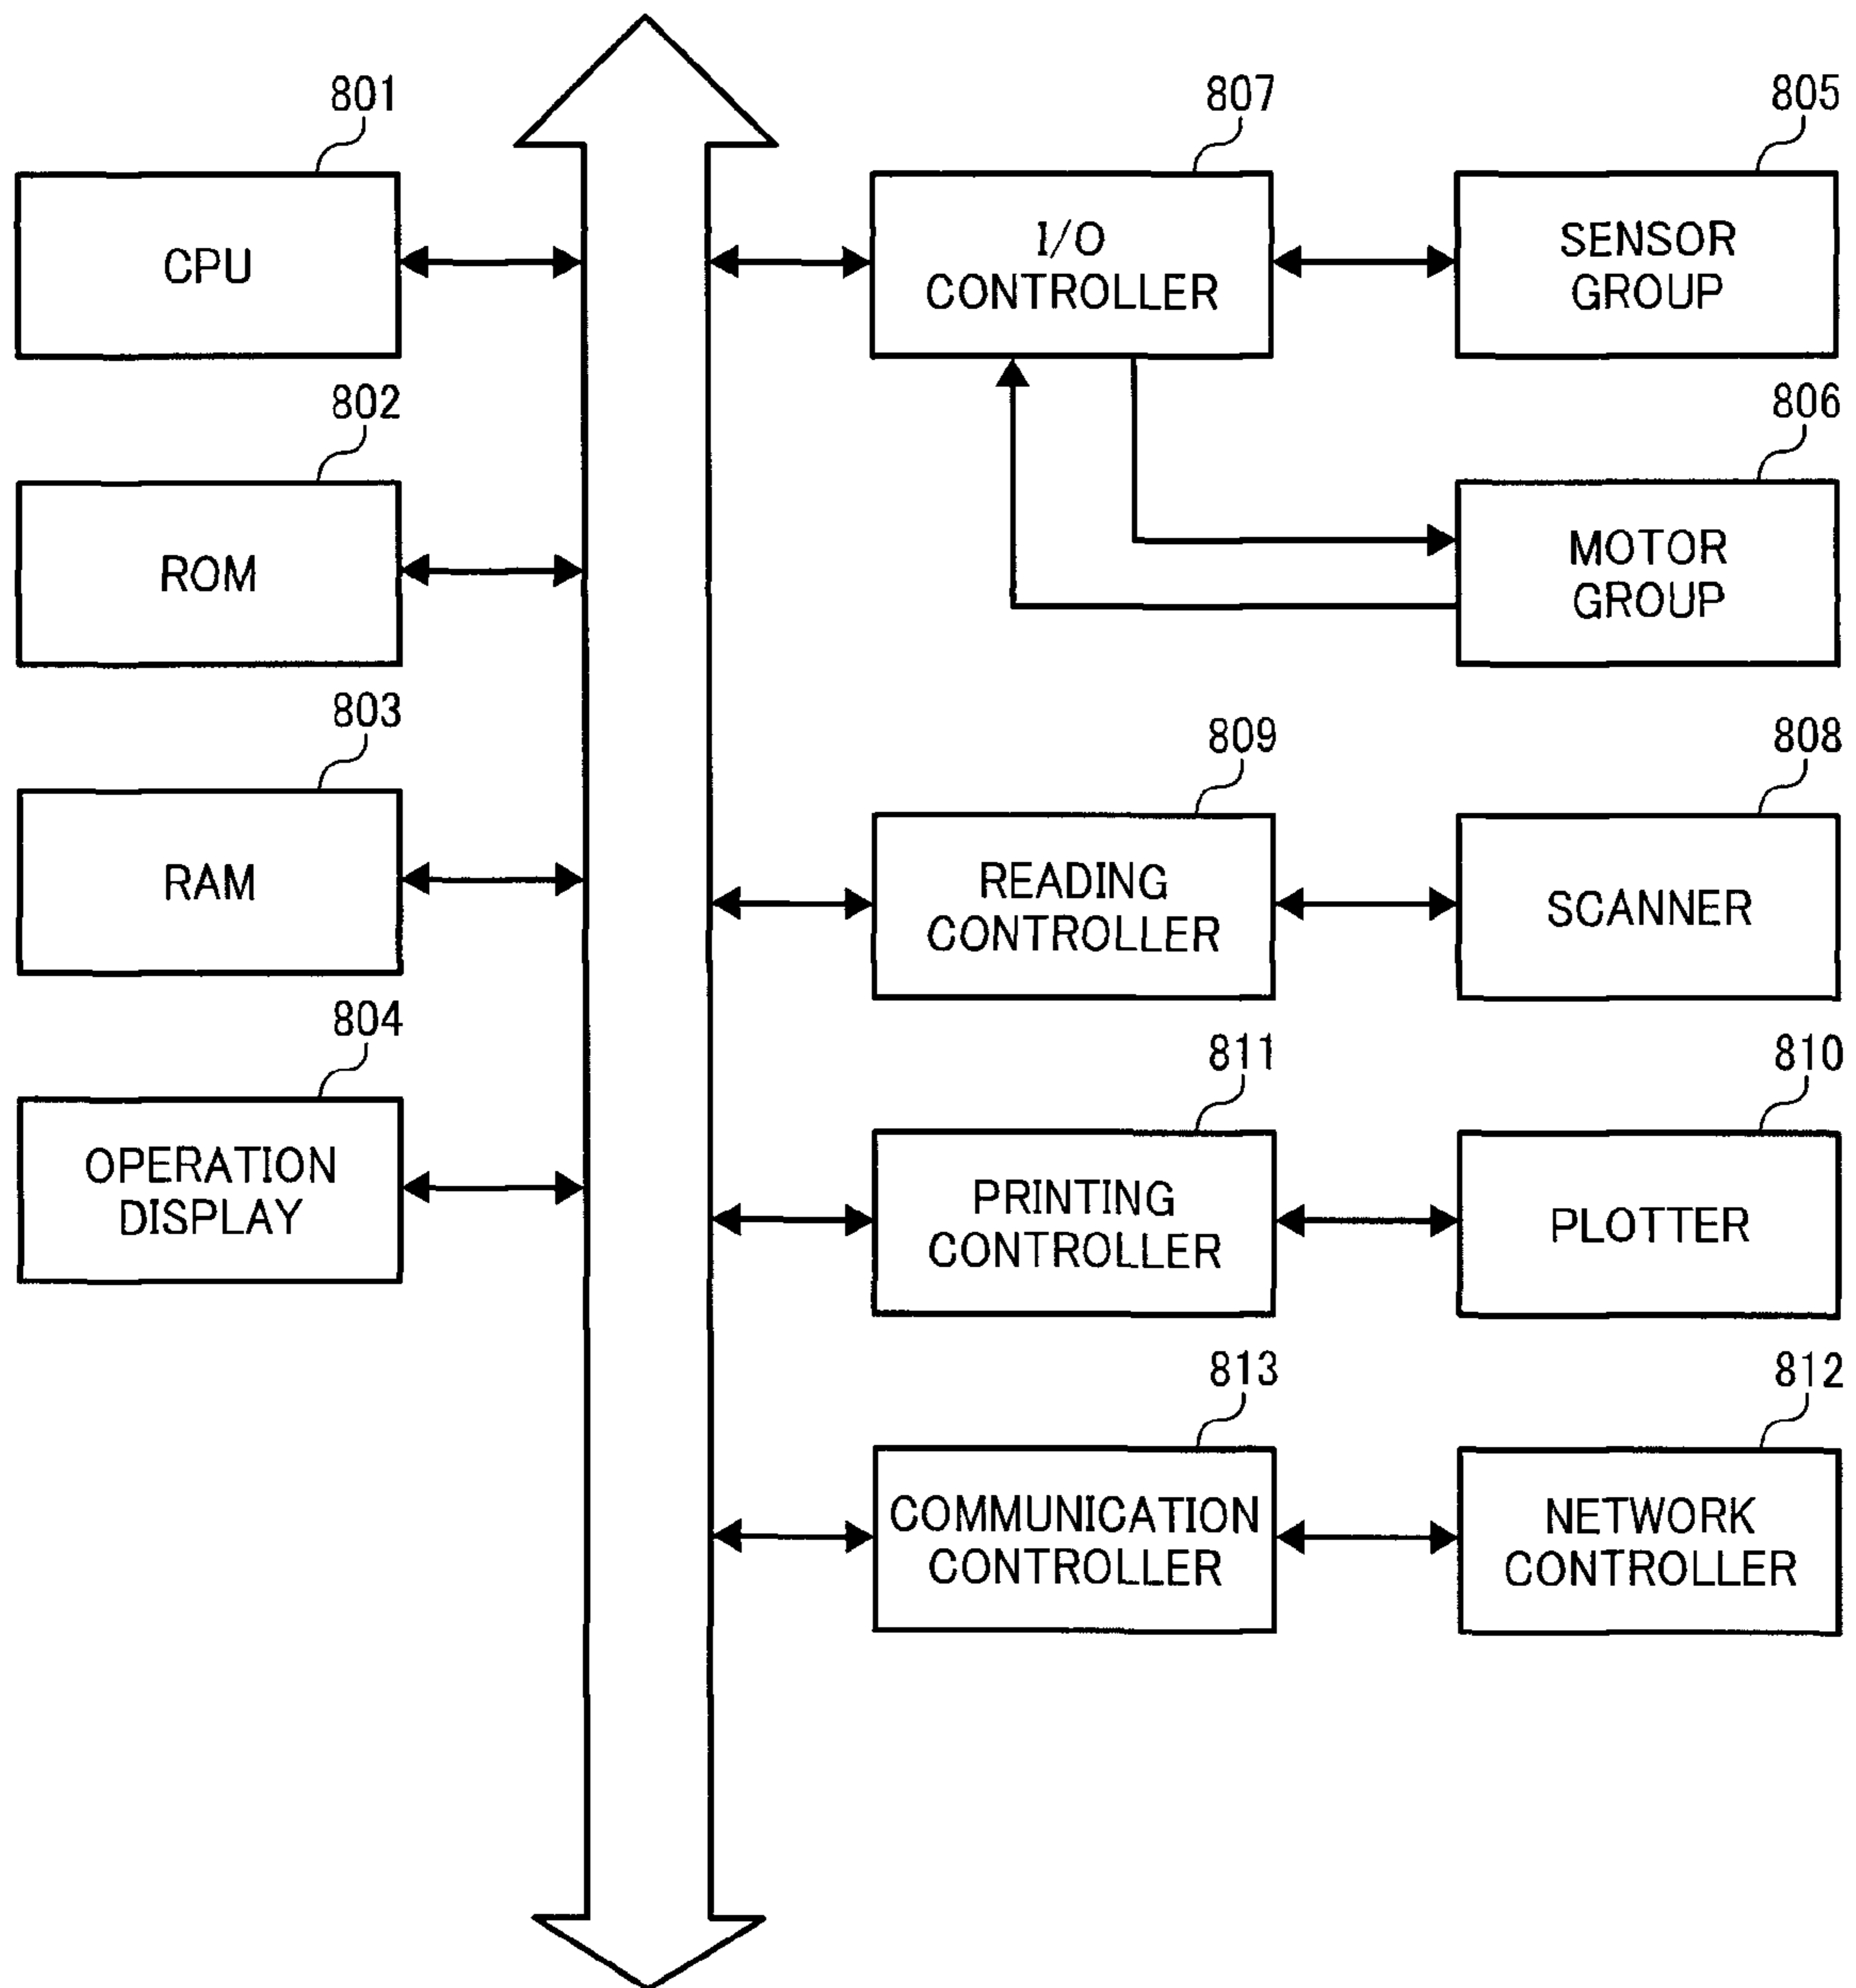 801
CPU
802
ROM
803
RAM
804
OPERATION
DISPLAY
807
I/O
CONTROLLER
805
SENSOR
GROUP
806
MOTOR
GROUP
809
READING
CONTROLLER
808
SCANNER
811
PRINTING
CONTROLLER
810
PLOTTER
813
COMMUNICATION
CONTROLLER
812
NETWORK
CONTROLLER